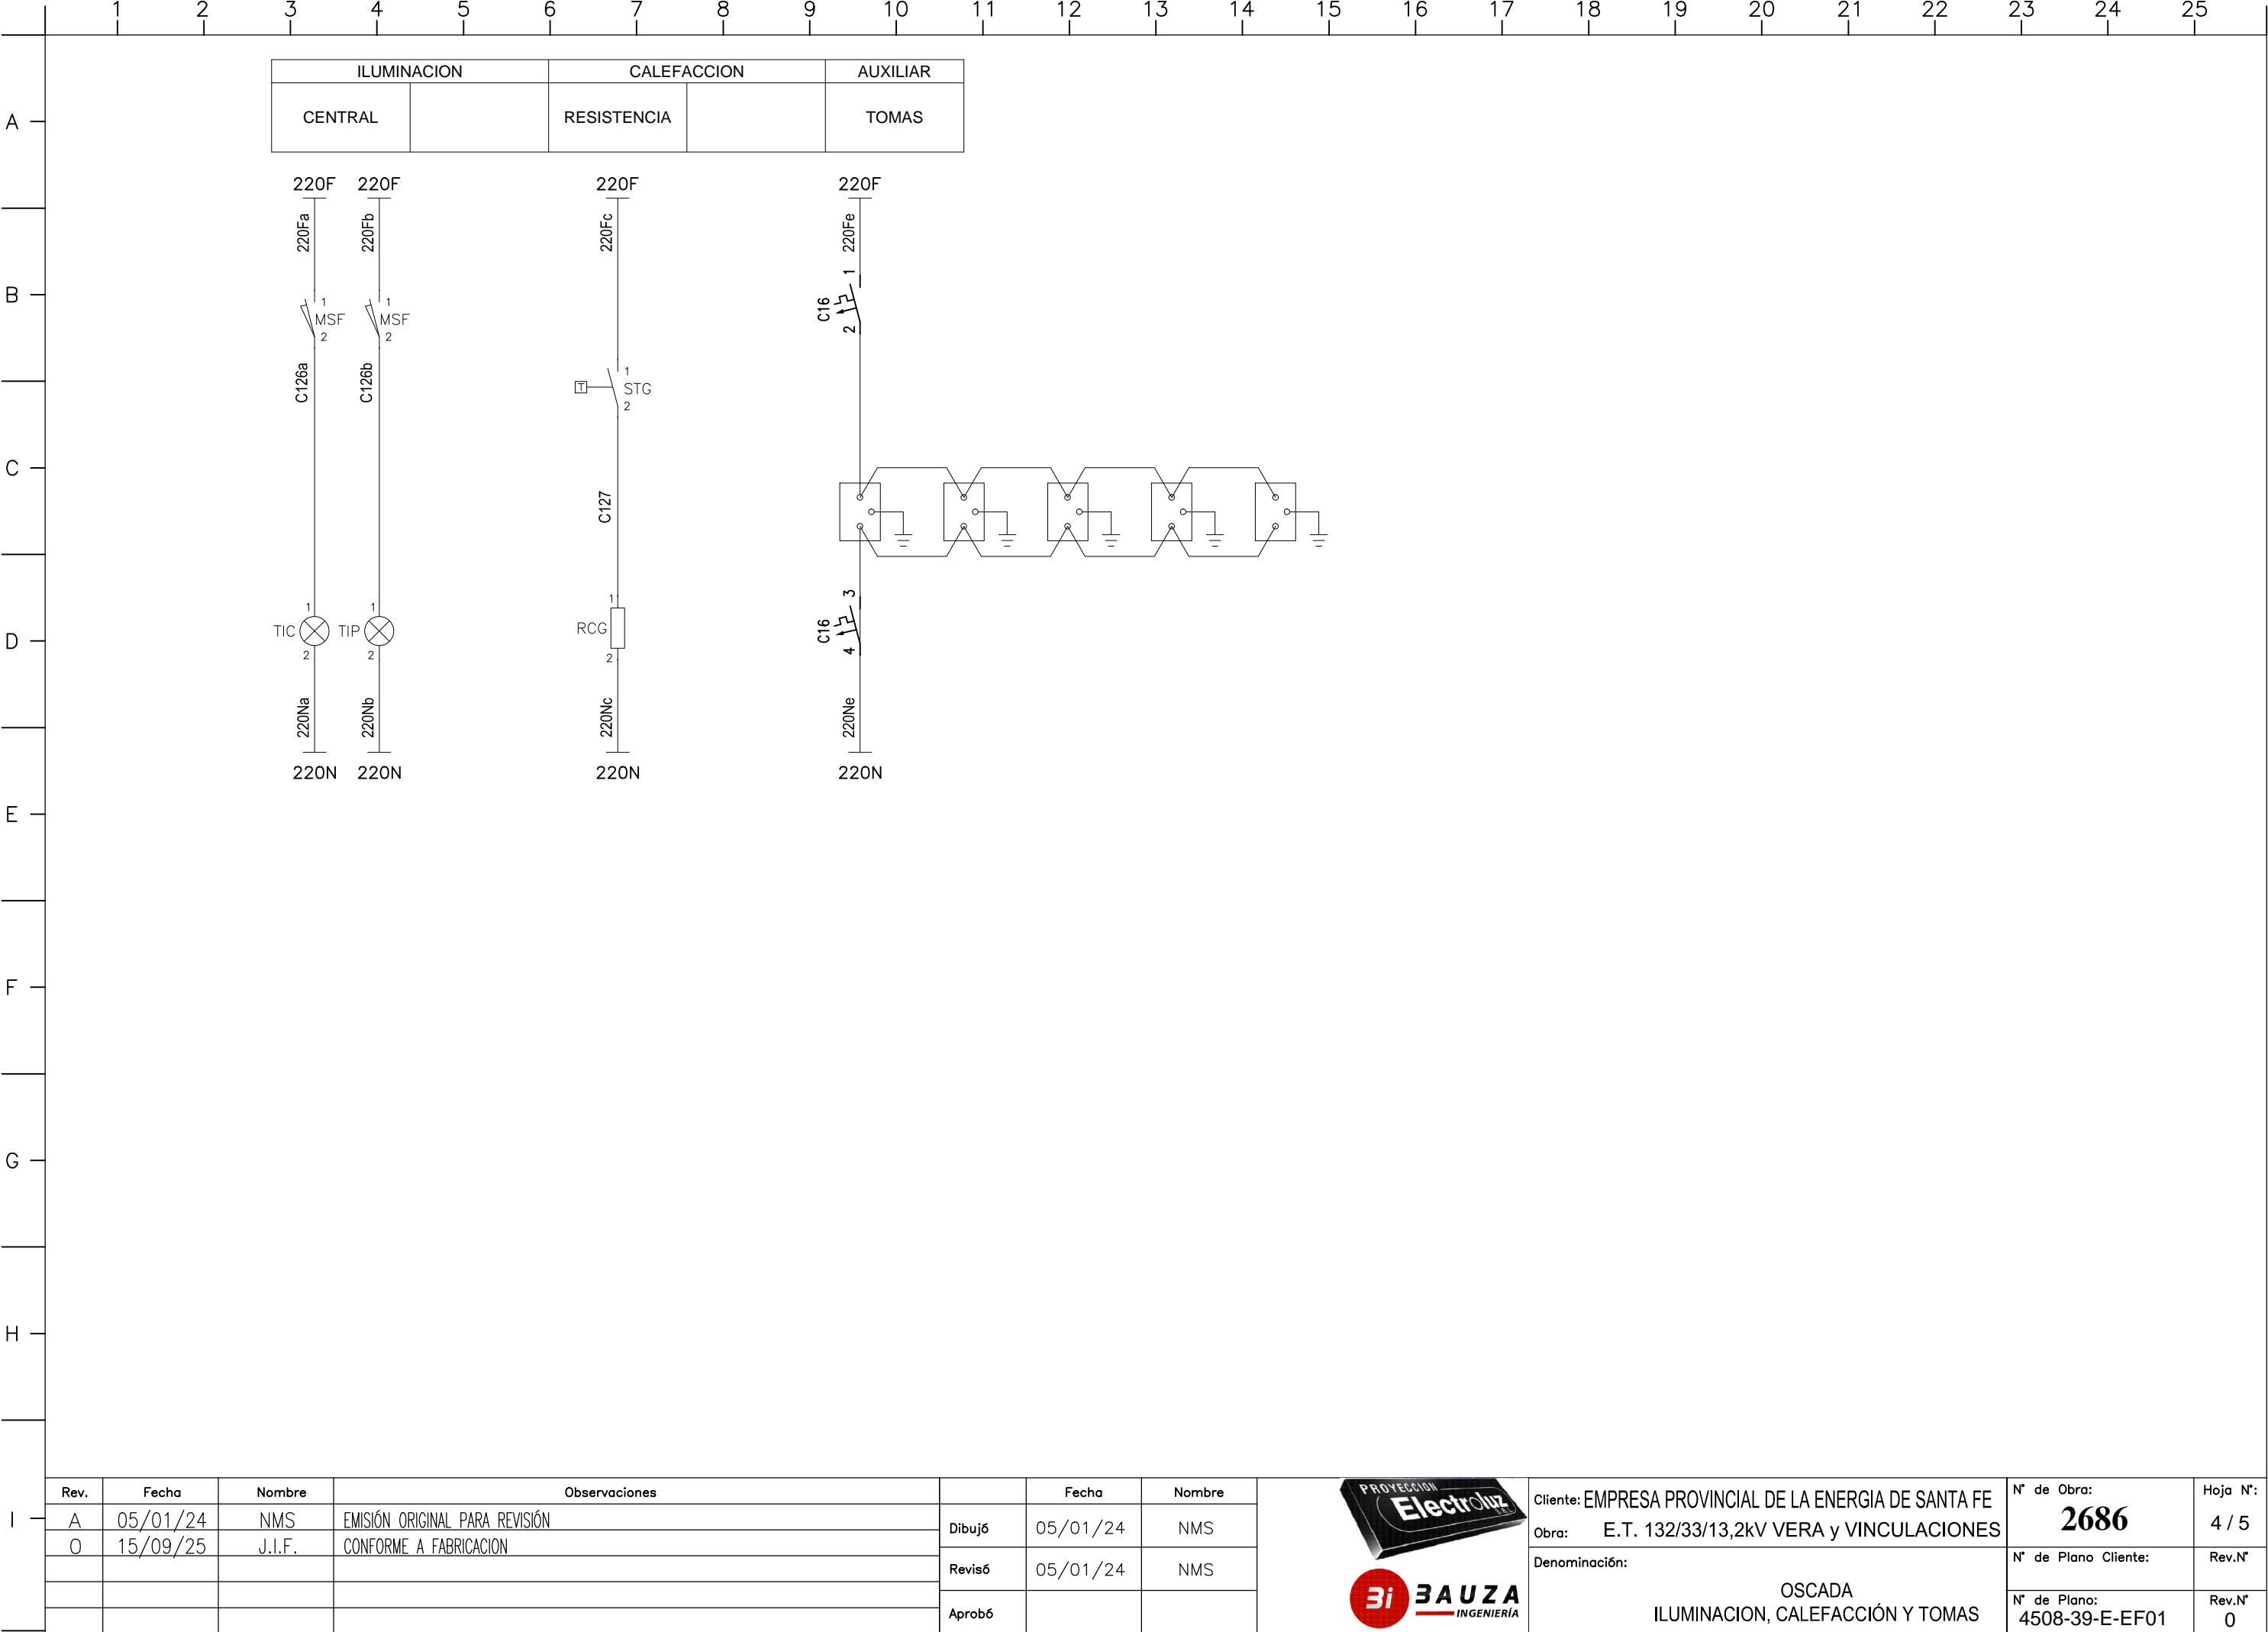 1 2 3 4 5 6 7 8 9 10 11 12 13 14 15 16 17 18 19 20 21 22 23 24 25
ILUMINACION CALEFACCION AUXILIAR
A
CENTRAL RESISTENCIA TOMAS
220F 220F 220F 220F
220Fa 220Fb 220Fc 220Fe
B
1 MSF 2
1 MSF 2
C16 1 2
C126a C126b
T 1 STG 2
C
C127
D
1 TIC 2
1 TIP 2
1 RCG 2
C16 3 4
220Na 220Nb 220Nc 220Ne
220N 220N 220N 220N
E
F
G
H
I
Rev. Fecha Nombre Observaciones
A 05/01/24 NMS EMISIÓN ORIGINAL PARA REVISIÓN
0 15/09/25 J.I.F. CONFORME A FABRICACION
Fecha Nombre
Dibujó 05/01/24 NMS
Revisó 05/01/24 NMS
Aprobó
PROYECCION
Electroluz
S.R.L.
3i BAUZA
INGENIERÍA
Cliente: EMPRESA PROVINCIAL DE LA ENERGIA DE SANTA FE
Obra: E.T. 132/33/13,2kV VERA y VINCULACIONES
Denominación:
OSCADA
ILUMINACION, CALEFACCIÓN Y TOMAS
N° de Obra:
2686
Hoja N°:
4 / 5
N° de Plano Cliente:
Rev.N°
N° de Plano:
4508-39-E-EF01
Rev.N°
0